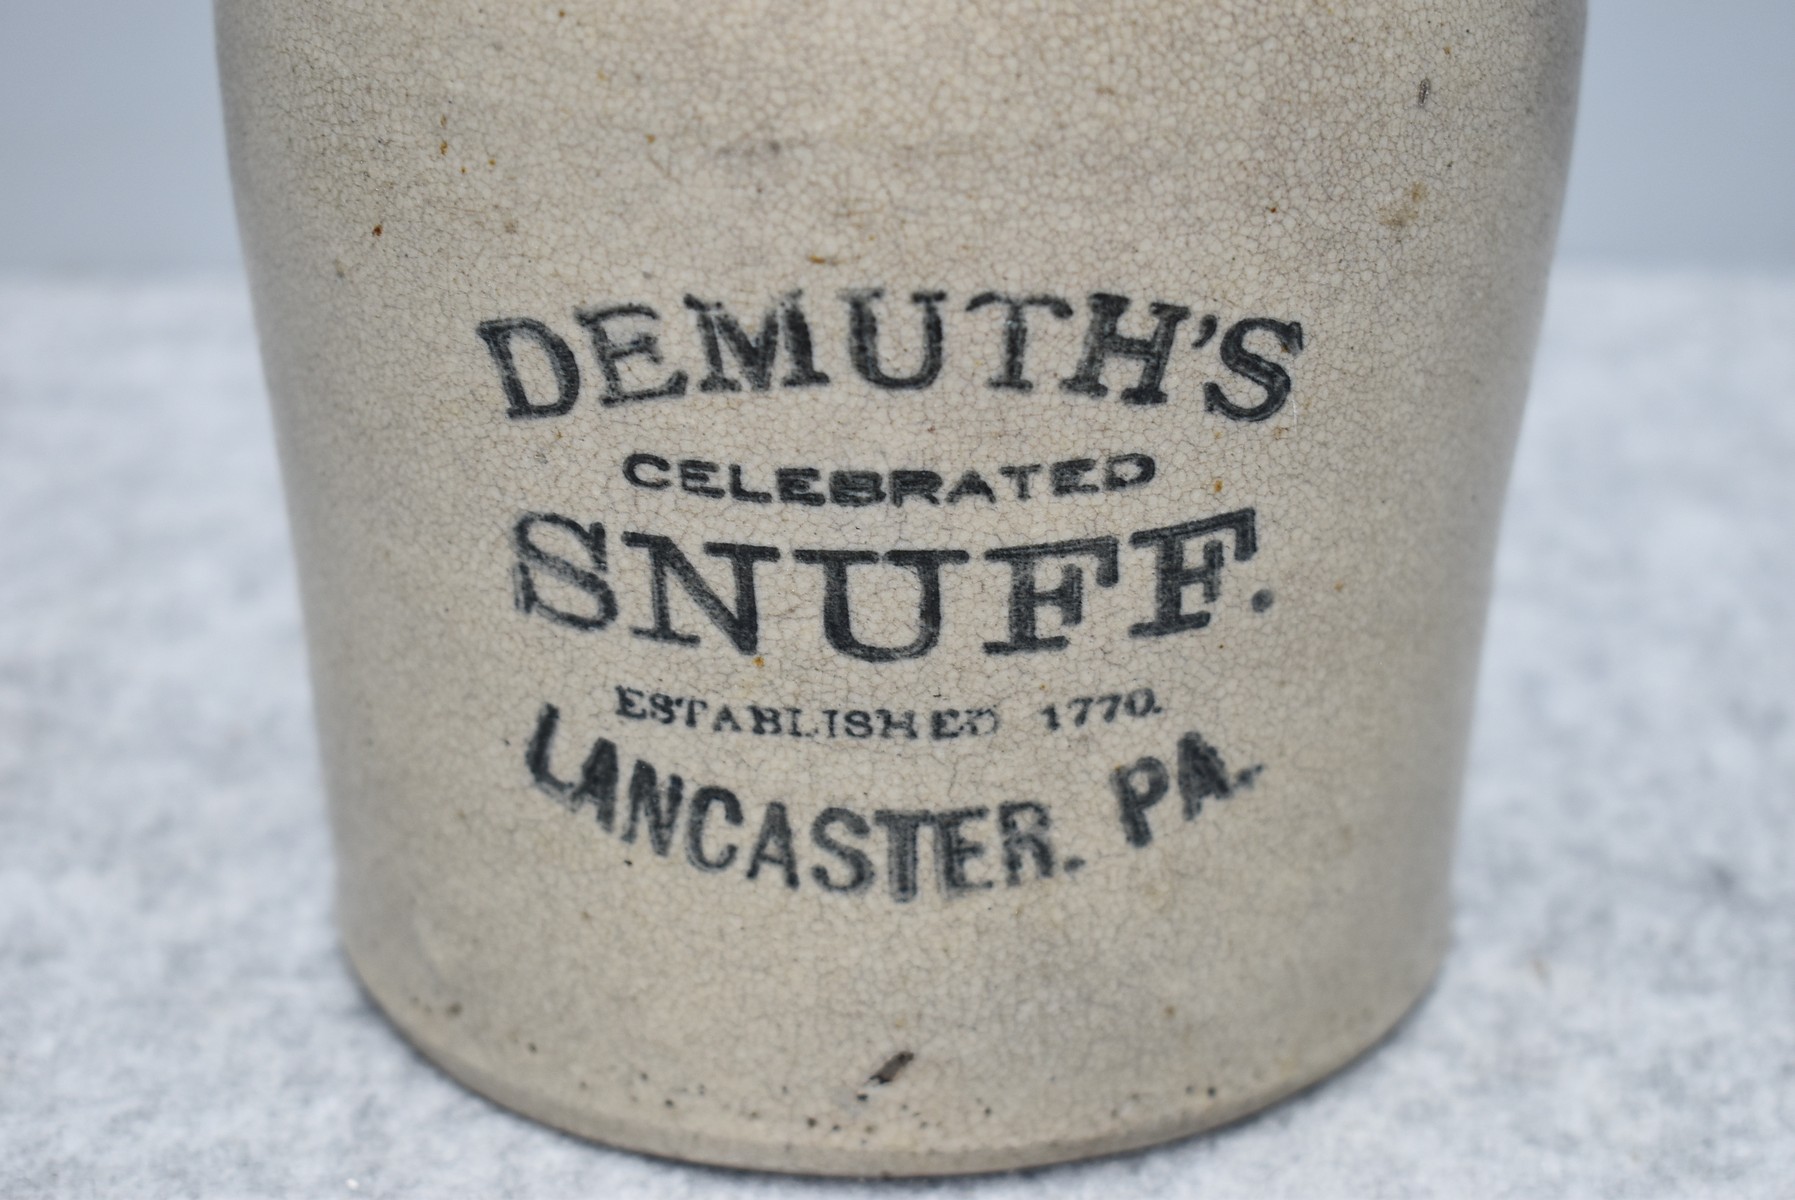 DEMUTH'S
CELEBRATED
SNUFF.
ESTABLISHED 1770.
LANCASTER. PA.